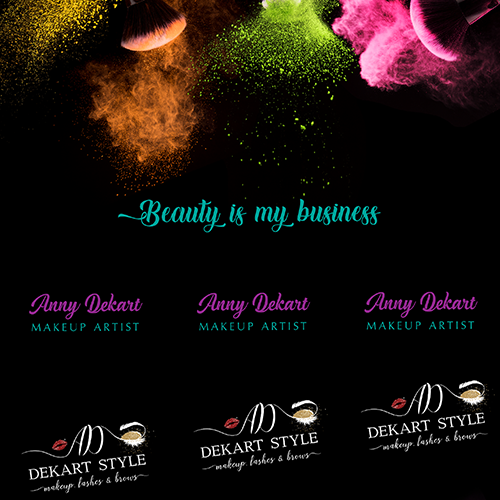 Beauty is my business
Anny Dekart
MAKEUP ARTIST
Anny Dekart
MAKEUP ARTIST
Anny Dekart
MAKEUP ARTIST
AD
DEKART STYLE
makeup, lashes & brows
AD
DEKART STYLE
makeup, lashes & brows
AD
DEKART STYLE
makeup, lashes & brows